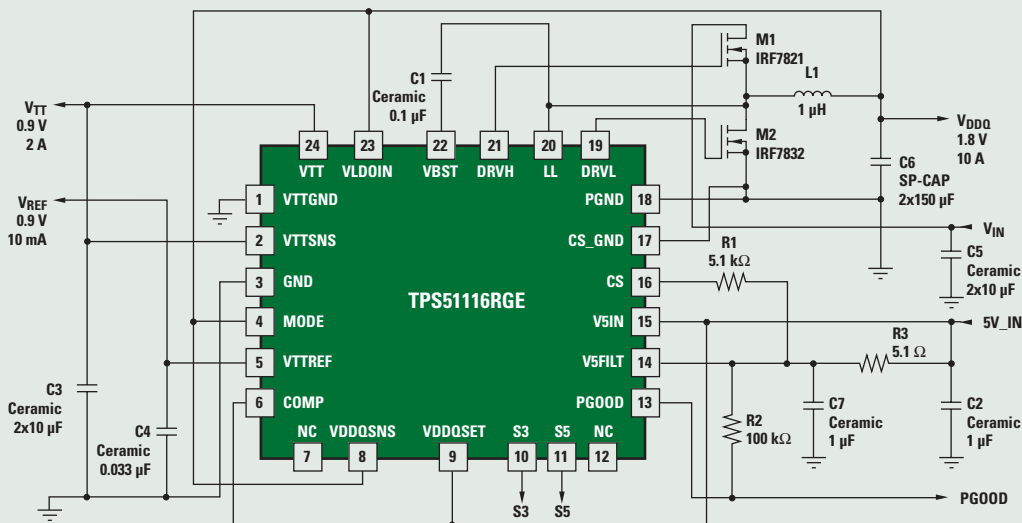 M1
IRF7821
L1
1 µH
C1
Ceramic
0.1 µF
VTT
0.9 V
2 A
VDDQ
1.8 V
10 A
M2
IRF7832
C6
SP-CAP
2x150 µF
24
23
22
21
20
19
VTT
VLDOIN
VBST
DRVH
LL
DRVL
1
VTTGND
PGND
18
VREF
0.9 V
10 mA
2
VTTSNS
CS_GND
17
VIN
R1
5.1 kΩ
C5
Ceramic
2x10 µF
3
GND
CS
16
TPS51116RGE
4
MODE
V5IN
15
5V_IN
R3
5.1 Ω
5
VTTREF
V5FILT
14
C3
Ceramic
2x10 µF
6
COMP
PGOOD
13
C4
Ceramic
0.033 µF
R2
100 kΩ
C7
Ceramic
1 µF
C2
Ceramic
1 µF
NC
VDDQSNS
VDDQSET
S3
S5
NC
7
8
9
10
11
12
S3
S5
PGOOD